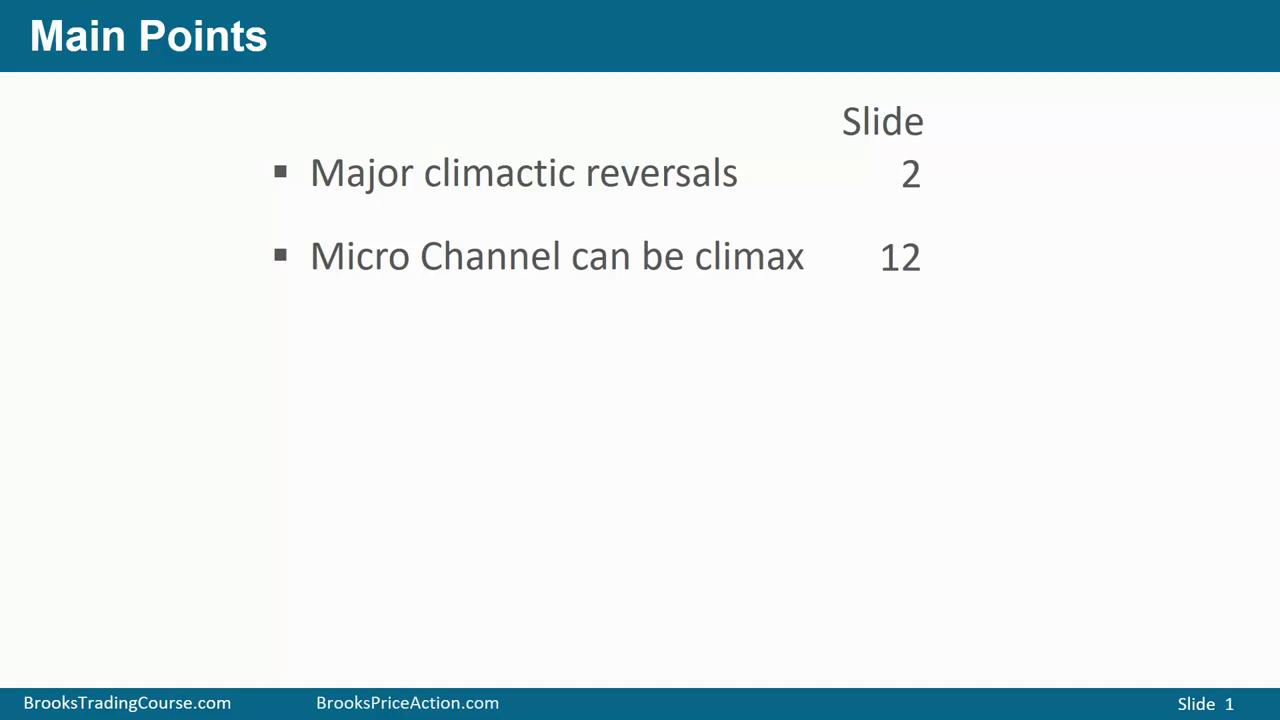 Main Points
Slide
▪ Major climactic reversals 2
▪ Micro Channel can be climax 12
BrooksTradingCourse.com BrooksPriceAction.com Slide 1